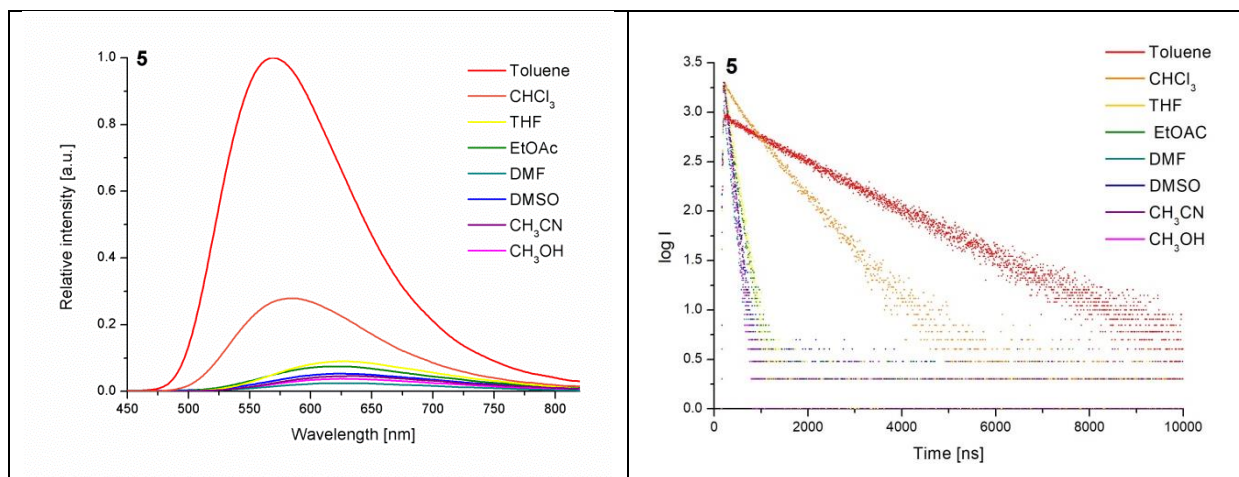 5
1.0
0.8
0.6
0.4
0.2
0.0
Relative intensity [a.u.]
450 500 550 600 650 700 750 800
Wavelength [nm]
Toluene
CHCl₃
THF
EtOAc
DMF
DMSO
CH₃CN
CH₃OH
5
3.5
3.0
2.5
2.0
1.5
1.0
0.5
0.0
log I
0 2000 4000 6000 8000 10000
Time [ns]
Toluene
CHCl₃
THF
EtOAC
DMF
DMSO
CH₃CN
CH₃OH